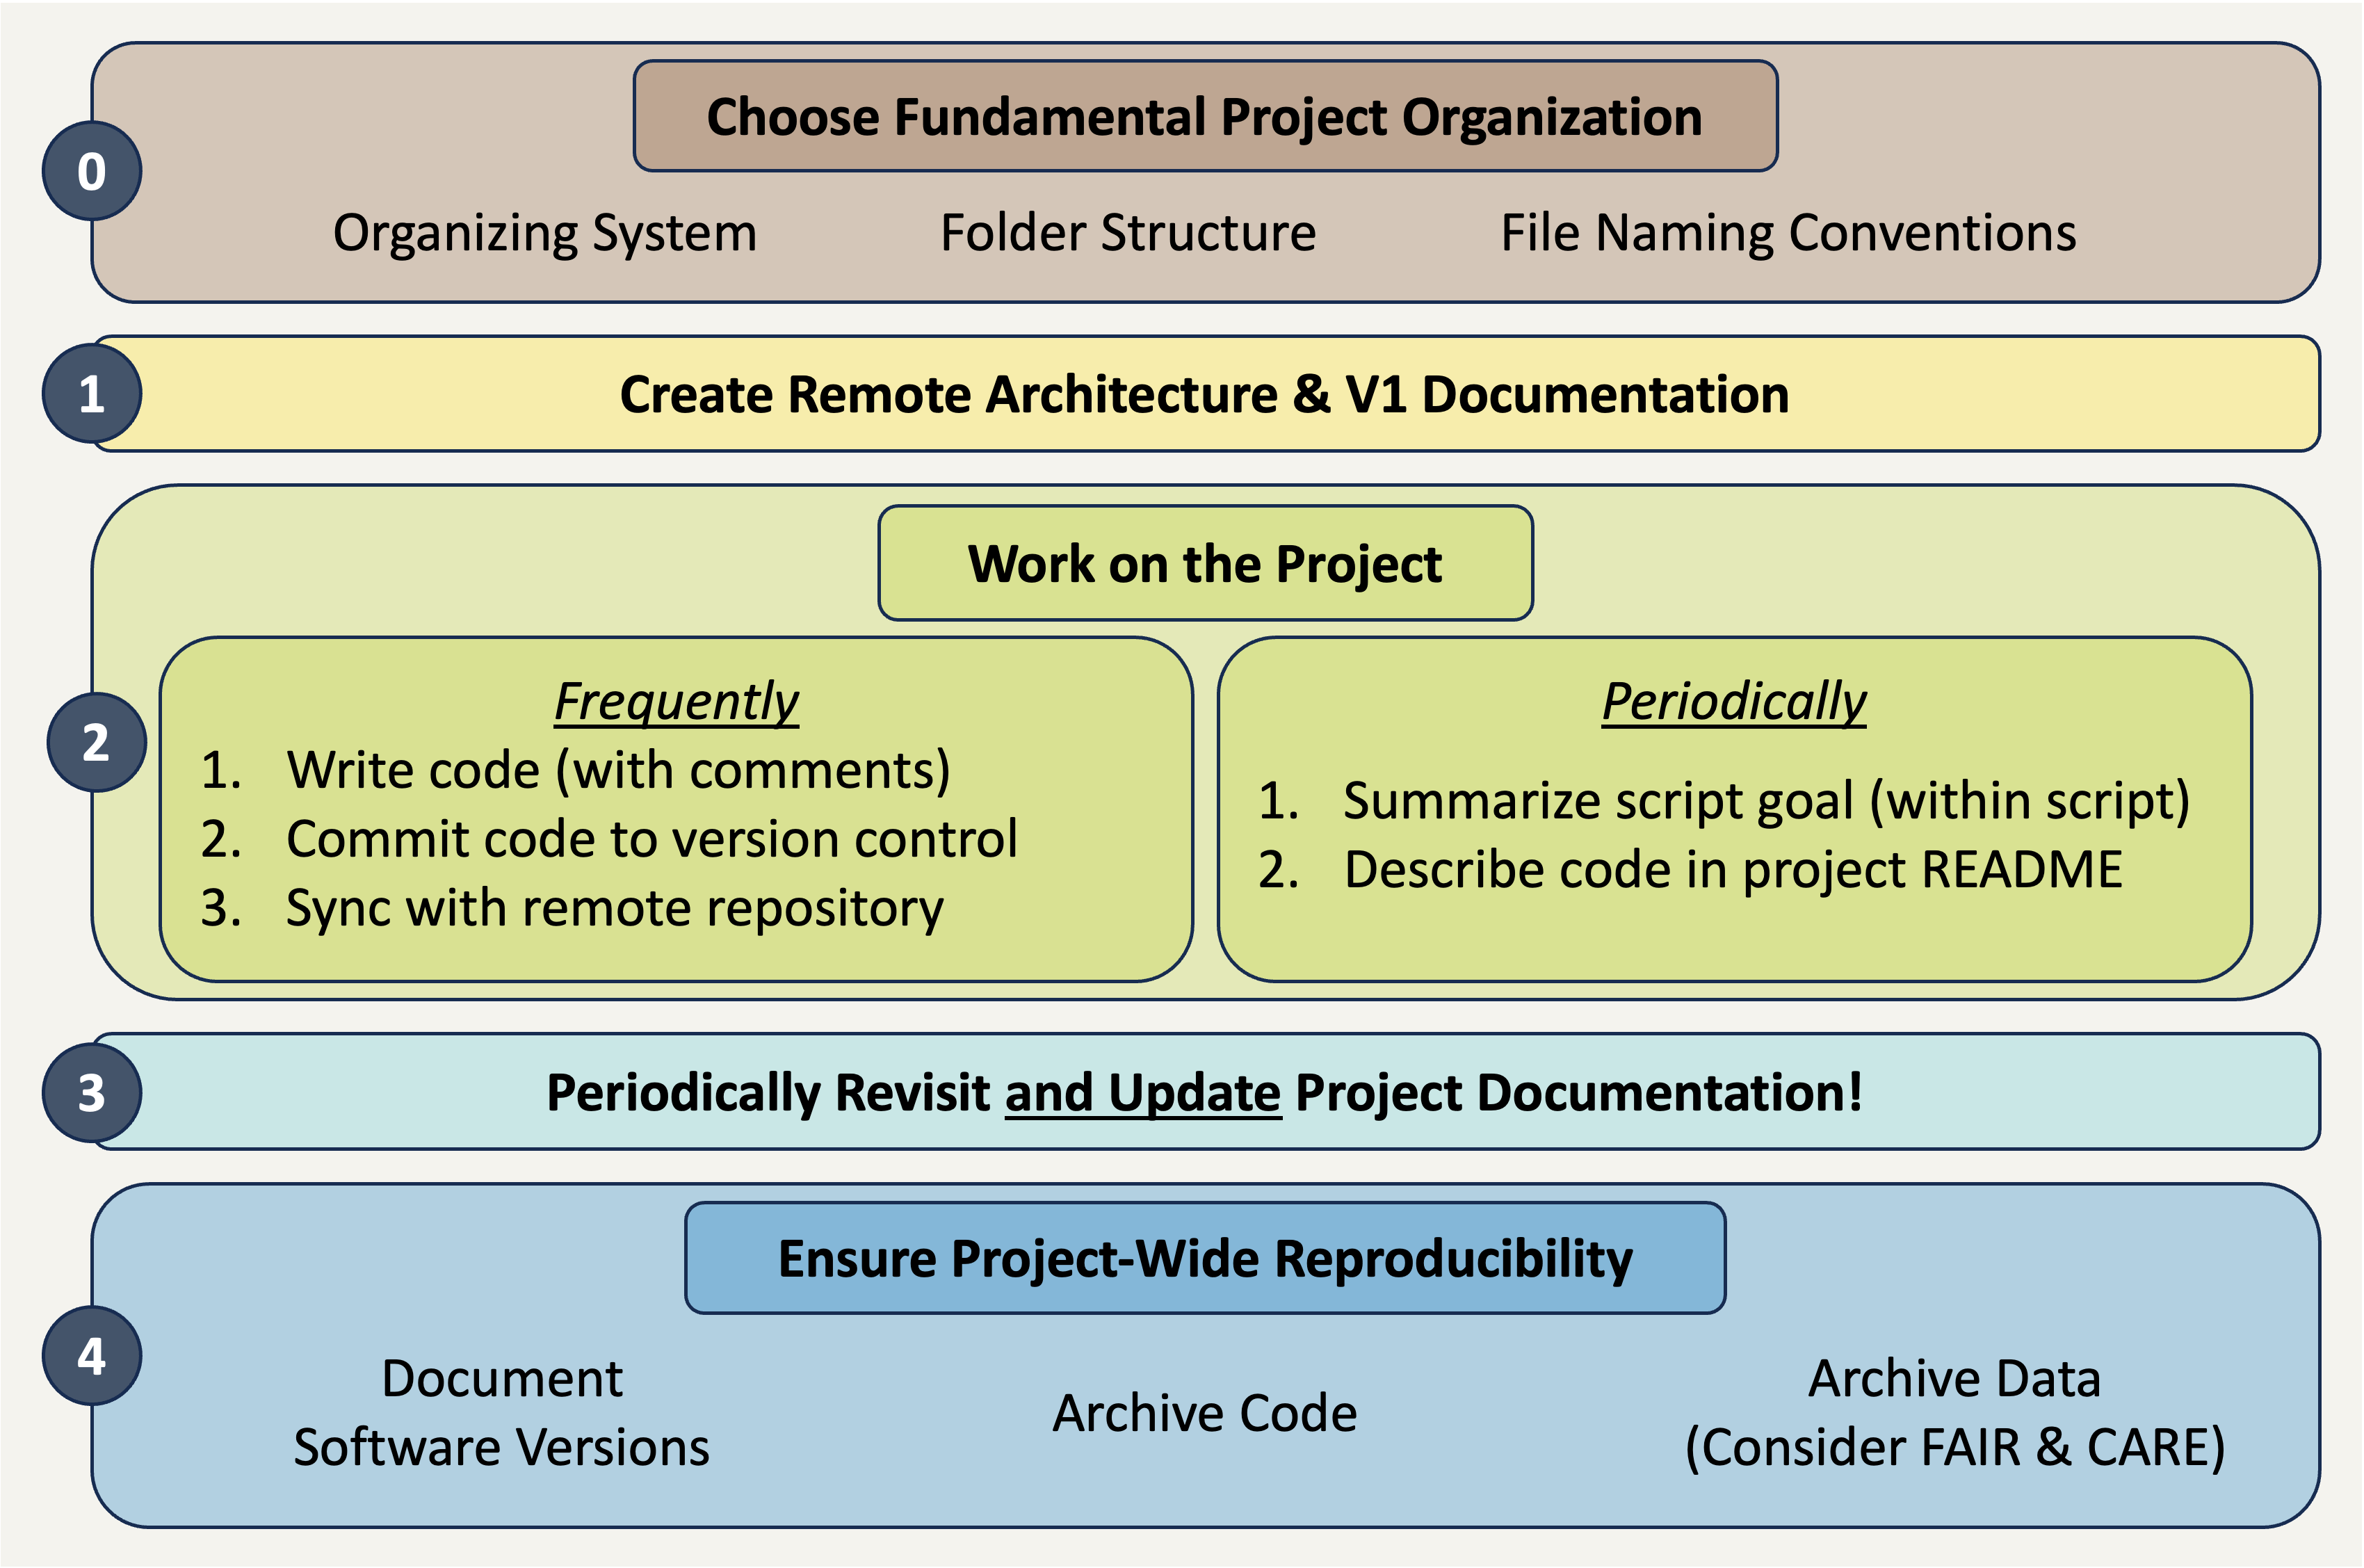 0
Choose Fundamental Project Organization
Organizing System
Folder Structure
File Naming Conventions
1
Create Remote Architecture & V1 Documentation
2
Work on the Project
Frequently
1. Write code (with comments)
2. Commit code to version control
3. Sync with remote repository
Periodically
1. Summarize script goal (within script)
2. Describe code in project README
3
Periodically Revisit and Update Project Documentation!
4
Ensure Project-Wide Reproducibility
Document
Software Versions
Archive Code
Archive Data
(Consider FAIR & CARE)